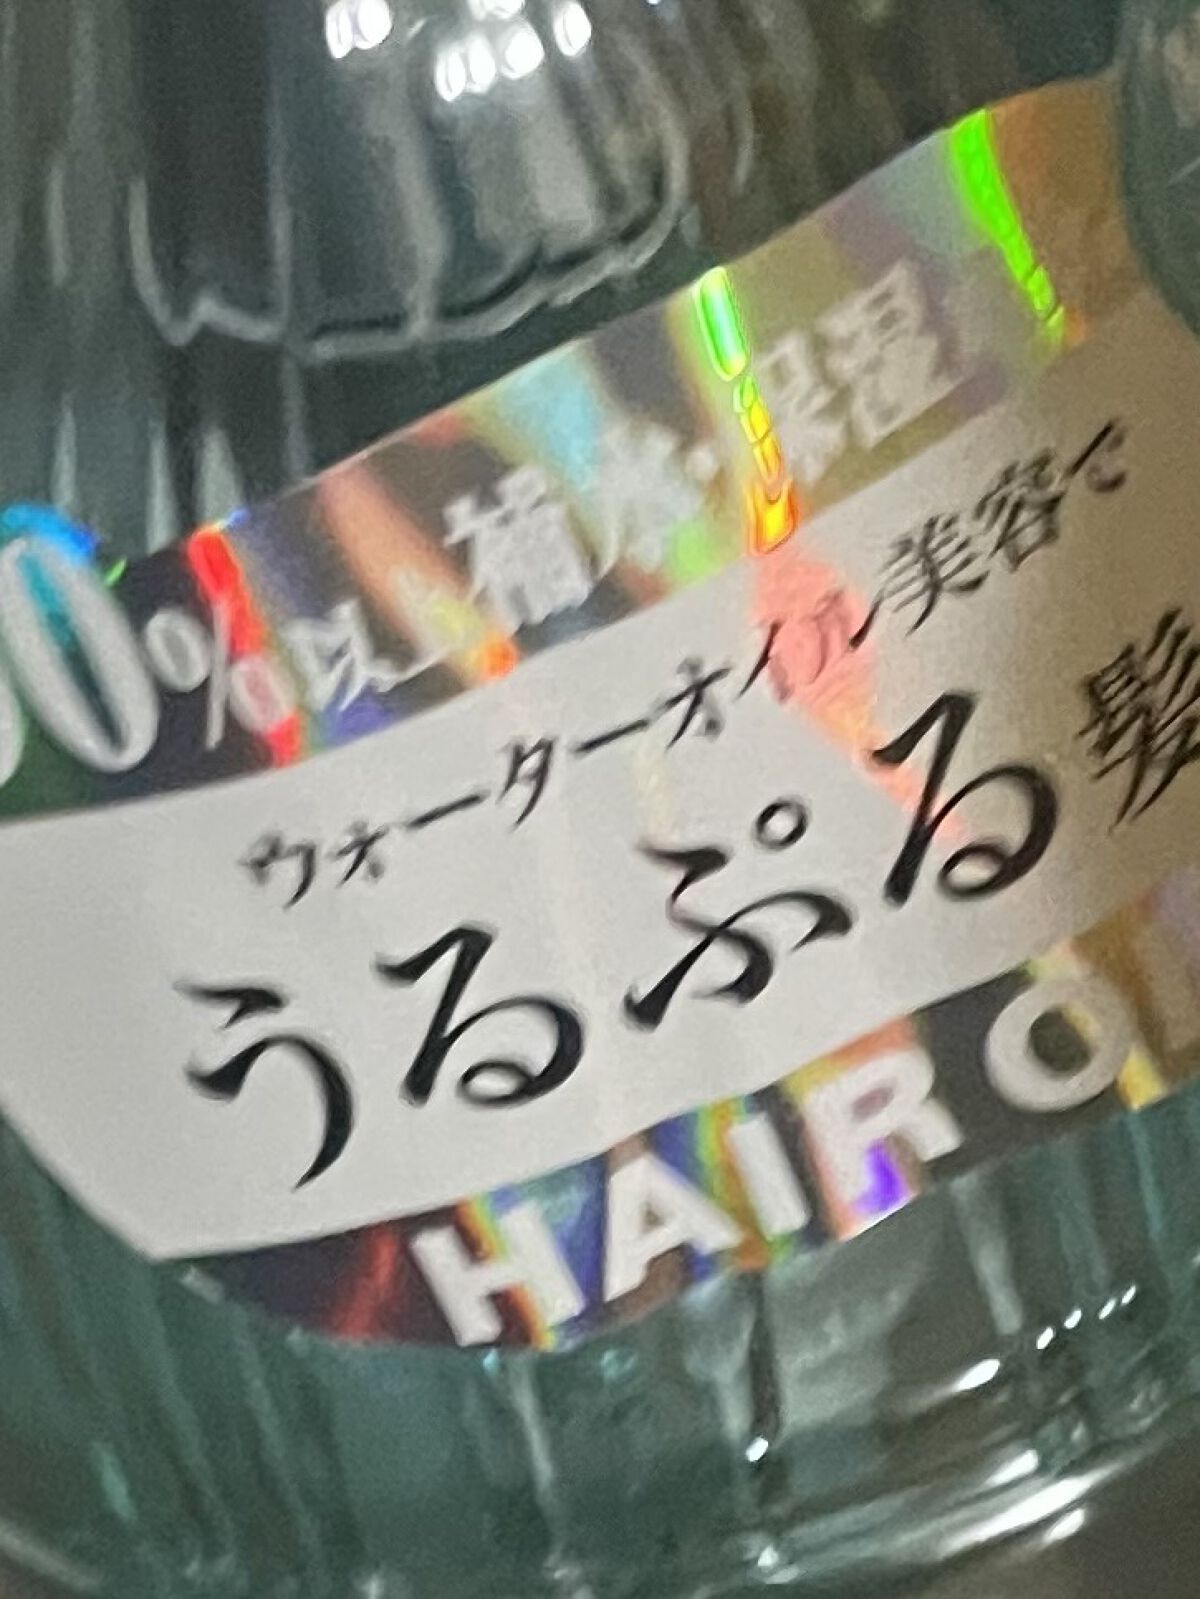 0%以上 補水・保湿
ウォーターオイル美容で
うるぷる髪
HAIR O